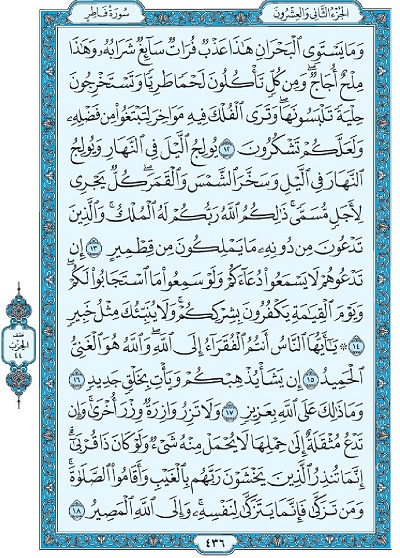 الجزء الثاني والعشرون
سورة فاطر
وَمَا يَسْتَوِي الْبَحْرَانِ هَٰذَا عَذْبٌ فُرَاتٌ سَائِغٌ شَرَابُهُ وَهَٰذَا
مِلْحٌ أُجَاجٌ ۖ وَمِن كُلٍّ تَأْكُلُونَ لَحْمًا طَرِيًّا وَتَسْتَخْرِجُونَ
حِلْيَةً تَلْبَسُونَهَا ۖ وَتَرَى الْفُلْكَ فِيهِ مَوَاخِرَ لِتَبْتَغُوا مِن فَضْلِهِ
وَلَعَلَّكُمْ تَشْكُرُونَ ١٢ يُولِجُ اللَّيْلَ فِي النَّهَارِ وَيُولِجُ
النَّهَارَ فِي اللَّيْلِ وَسَخَّرَ الشَّمْسَ وَالْقَمَرَ ۖ كُلٌّ يَجْرِي
لِأَجَلٍ مُّسَمًّى ۚ ذَٰلِكُمُ اللَّهُ رَبُّكُمْ لَهُ الْمُلْكُ ۚ وَالَّذِينَ
تَدْعُونَ مِن دُونِهِ مَا يَمْلِكُونَ مِن قِطْمِيرٍ ١٣ إِن
تَدْعُوهُمْ لَا يَسْمَعُوا دُعَاءَكُمْ وَلَوْ سَمِعُوا مَا اسْتَجَابُوا لَكُمْ ۖ
وَيَوْمَ الْقِيَامَةِ يَكْفُرُونَ بِشِرْكِكُمْ ۚ وَلَا يُنَبِّئُكَ مِثْلُ خَبِيرٍ
١٤ ۞ يَا أَيُّهَا النَّاسُ أَنتُمُ الْفُقَرَاءُ إِلَى اللَّهِ ۖ وَاللَّهُ هُوَ الْغَنِيُّ
الْحَمِيدُ ١٥ إِن يَشَأْ يُذْهِبْكُمْ وَيَأْتِ بِخَلْقٍ جَدِيدٍ ١٦
وَمَا ذَٰلِكَ عَلَى اللَّهِ بِعَزِيزٍ ١٧ وَلَا تَزِرُ وَازِرَةٌ وِزْرَ أُخْرَىٰ ۚ وَإِن
تَدْعُ مُثْقَلَةٌ إِلَىٰ حِمْلِهَا لَا يُحْمَلْ مِنْهُ شَيْءٌ وَلَوْ كَانَ ذَا قُرْبَىٰ ۗ
إِنَّمَا تُنذِرُ الَّذِينَ يَخْشَوْنَ رَبَّهُم بِالْغَيْبِ وَأَقَامُوا الصَّلَاةَ ۚ
وَمَن تَزَكَّىٰ فَإِنَّمَا يَتَزَكَّىٰ لِنَفْسِهِ ۚ وَإِلَى اللَّهِ الْمَصِيرُ ١٨
نصف
الحزب
٤٤
٤٣٦